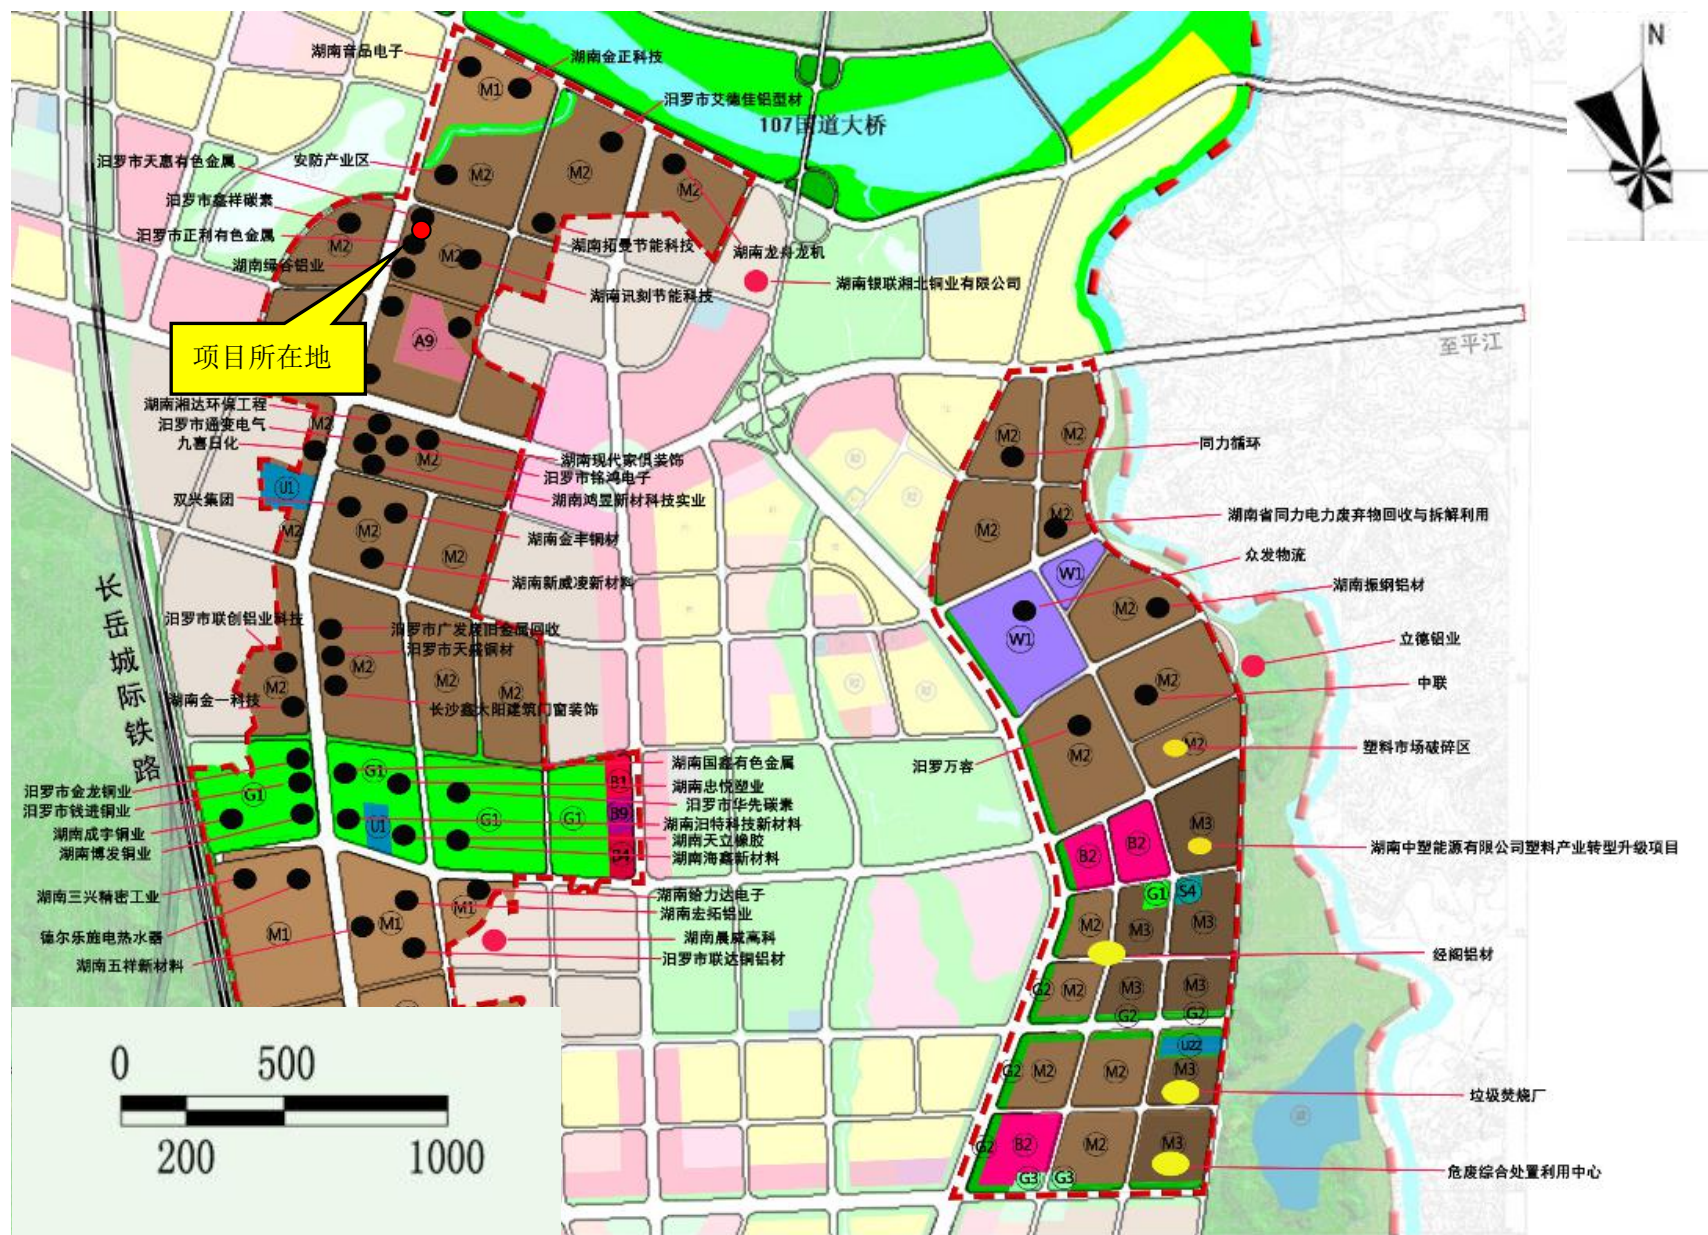 N
湖南音品电子
湖南金正科技
M1
汨罗市艾德佳铝型材
107国道大桥
汨罗市天惠有色金属
安防产业区
M2
M2
M2
汨罗市鑫祥碳素
汨罗市正利有色金属
M2
湖南绿谷铝业
M2
湖南拓曼节能科技
湖南龙舟龙机
湖南银联湘北铜业有限公司
湖南讯刻节能科技
项目所在地
A9
至平江
湖南湘达环保工程
汨罗市通变电气
九喜日化
M2
M2
湖南现代家俱装饰
汨罗市铭鸿电子
湖南鸿昱新材科技实业
U1
双兴集团
M2
M2
M2
湖南金丰铜材
湖南新威凌新材料
M2
M2
同力循环
M2
M2
湖南省同力电力废弃物回收与拆解利用
众发物流
W1
W1
M2
湖南振纲铝材
长岳城际铁路
汨罗市联创铝业科技
汨罗市广发废旧金属回收
汨罗市天盛铜材
M2
M2
M2
M2
湖南金一科技
长沙鑫太阳建筑门窗装饰
立德铝业
M2
中联
M2
M2
塑料市场破碎区
汨罗万容
湖南国鑫有色金属
湖南忠悦塑业
汨罗市华先碳素
湖南汨特科技新材料
湖南天立橡胶
湖南海鑫新材料
汨罗市金龙铜业
汨罗市钱进铜业
湖南成宇铜业
湖南博发铜业
G1
G1
U1
G1
G1
B1
B9
B2
B2
M3
湖南中塑能源有限公司塑料产业转型升级项目
湖南三兴精密工业
德尔乐施电热水器
湖南五祥新材料
M1
M1
M1
湖南给力达电子
湖南宏拓铝业
湖南晨威高科
汨罗市联达铜铝材
G1
S4
M2
M3
M3
经阁铝材
G2
M2
M3
M3
G2
G2
U22
G2
M2
M2
M3
垃圾焚烧厂
G2
B2
M2
M3
G3
G3
危废综合处置利用中心
0
500
200
1000